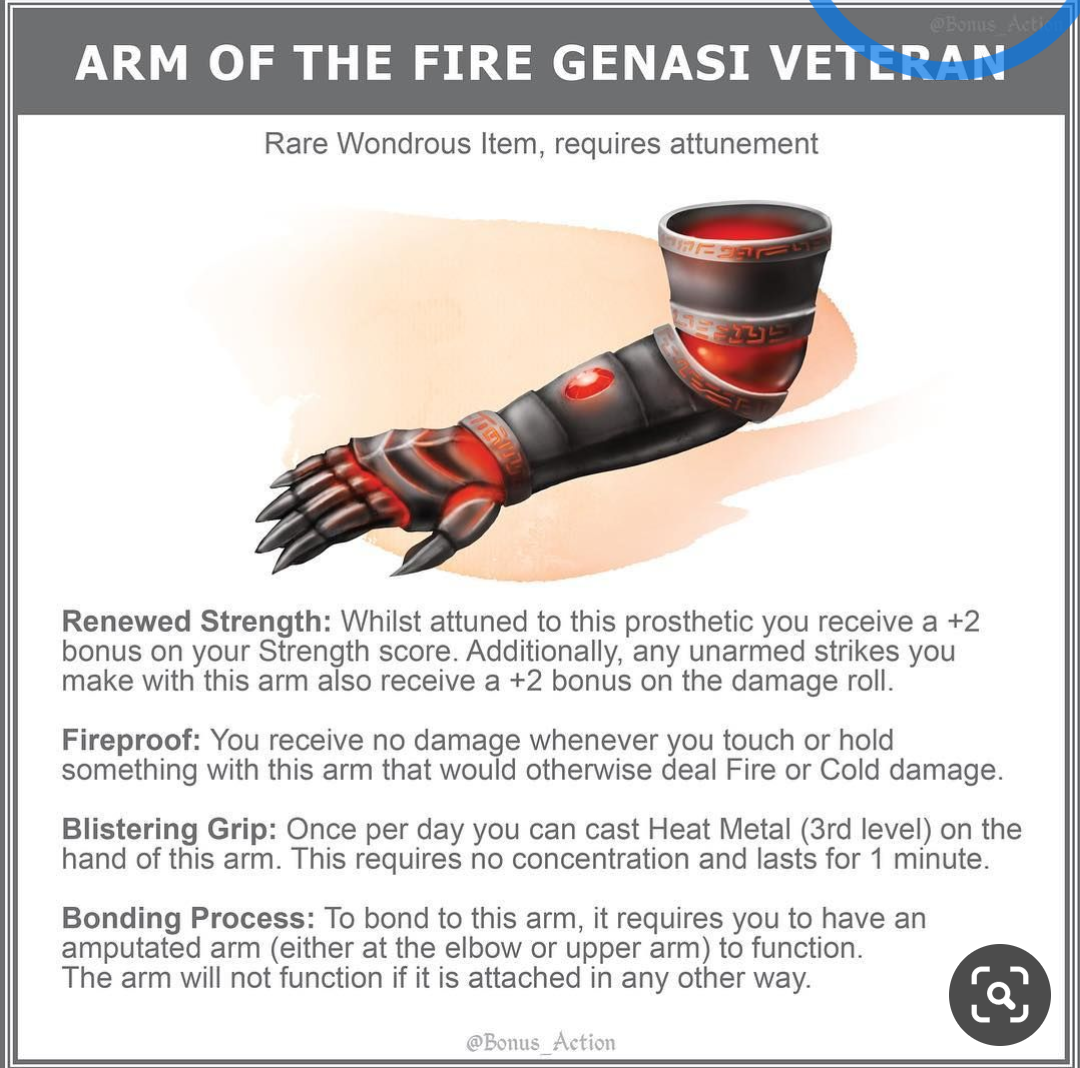 @Bonus_Action
ARM OF THE FIRE GENASI VETERAN
Rare Wondrous Item, requires attunement
Renewed Strength: Whilst attuned to this prosthetic you receive a +2
bonus on your Strength score. Additionally, any unarmed strikes you
make with this arm also receive a +2 bonus on the damage roll.
Fireproof: You receive no damage whenever you touch or hold
something with this arm that would otherwise deal Fire or Cold damage.
Blistering Grip: Once per day you can cast Heat Metal (3rd level) on the
hand of this arm. This requires no concentration and lasts for 1 minute.
Bonding Process: To bond to this arm, it requires you to have an
amputated arm (either at the elbow or upper arm) to function.
The arm will not function if it is attached in any other way.
@Bonus_Action